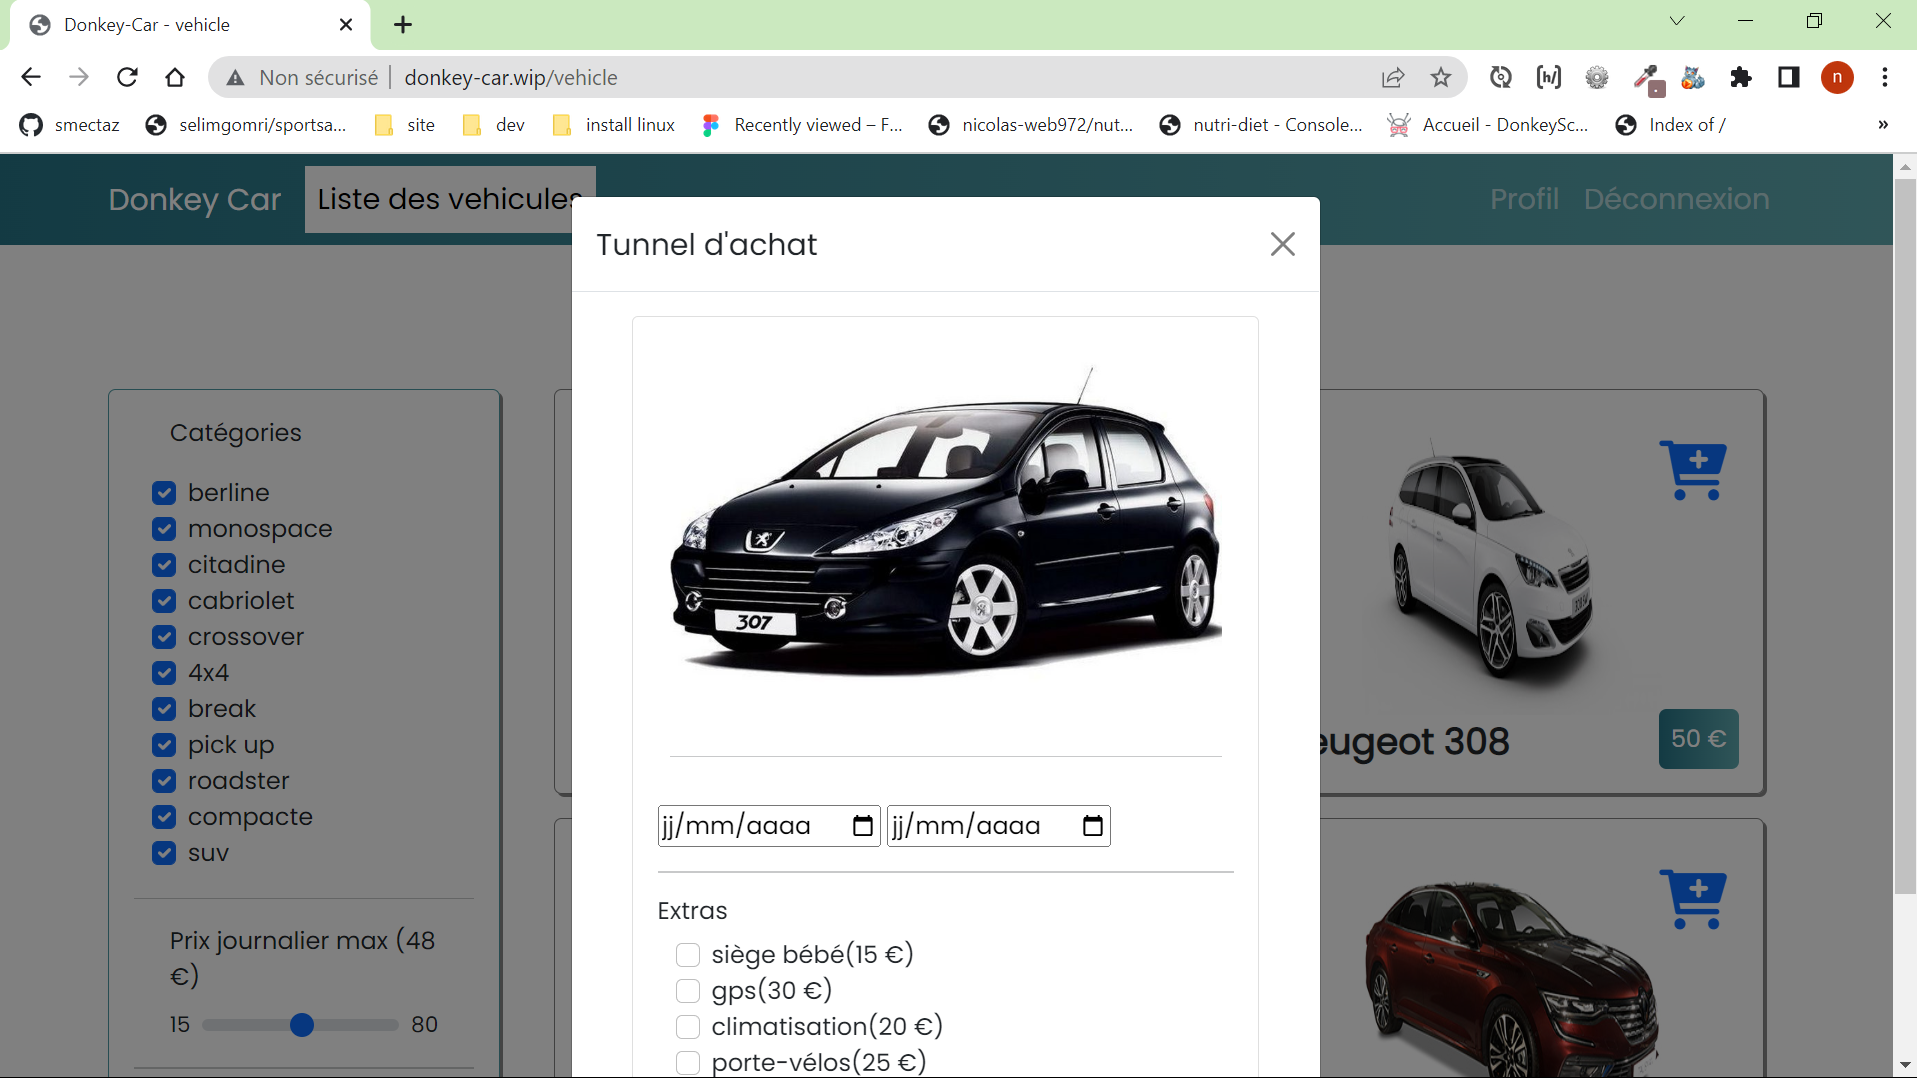 Donkey-Car - vehicle
Non sécurisé
donkey-car.wip/vehicle
[h/]
n
smectaz
selimgomri/sportsa...
site
dev
install linux
Recently viewed – F...
nicolas-web972/nut...
nutri-diet - Console...
Accueil - DonkeySc...
Index of /
»
Donkey Car
Liste des vehicules
Profil
Déconnexion
Tunnel d'achat
307
jj/mm/aaaa
jj/mm/aaaa
Extras
siège bébé(15 €)
gps(30 €)
climatisation(20 €)
porte-vélos(25 €)
Catégories
berline
monospace
citadine
cabriolet
crossover
4x4
break
pick up
roadster
compacte
suv
Prix journalier max (48
€)
15
80
eugeot 308
50 €